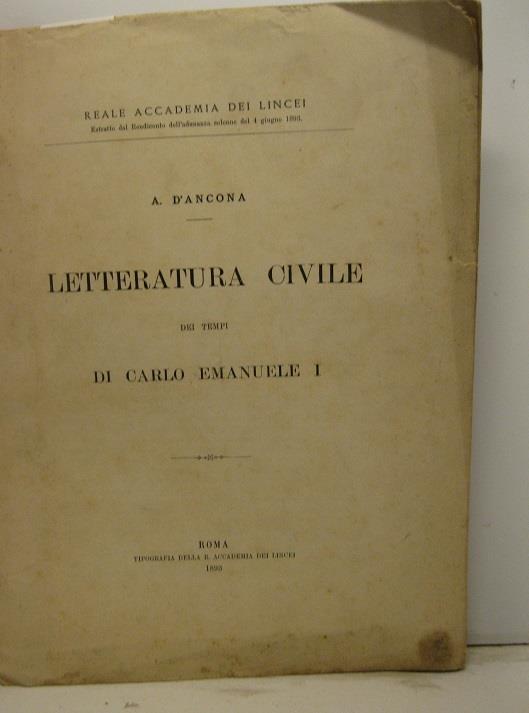 REALE ACCADEMIA DEI LINCEI
Estratto dal Rendiconto dell'adunanza solenne del 4 giugno 1893.
A. D'ANCONA
LETTERATURA CIVILE
DEI TEMPI
DI CARLO EMANUELE I
ROMA
TIPOGRAFIA DELLA R. ACCADEMIA DEI LINCEI
1893